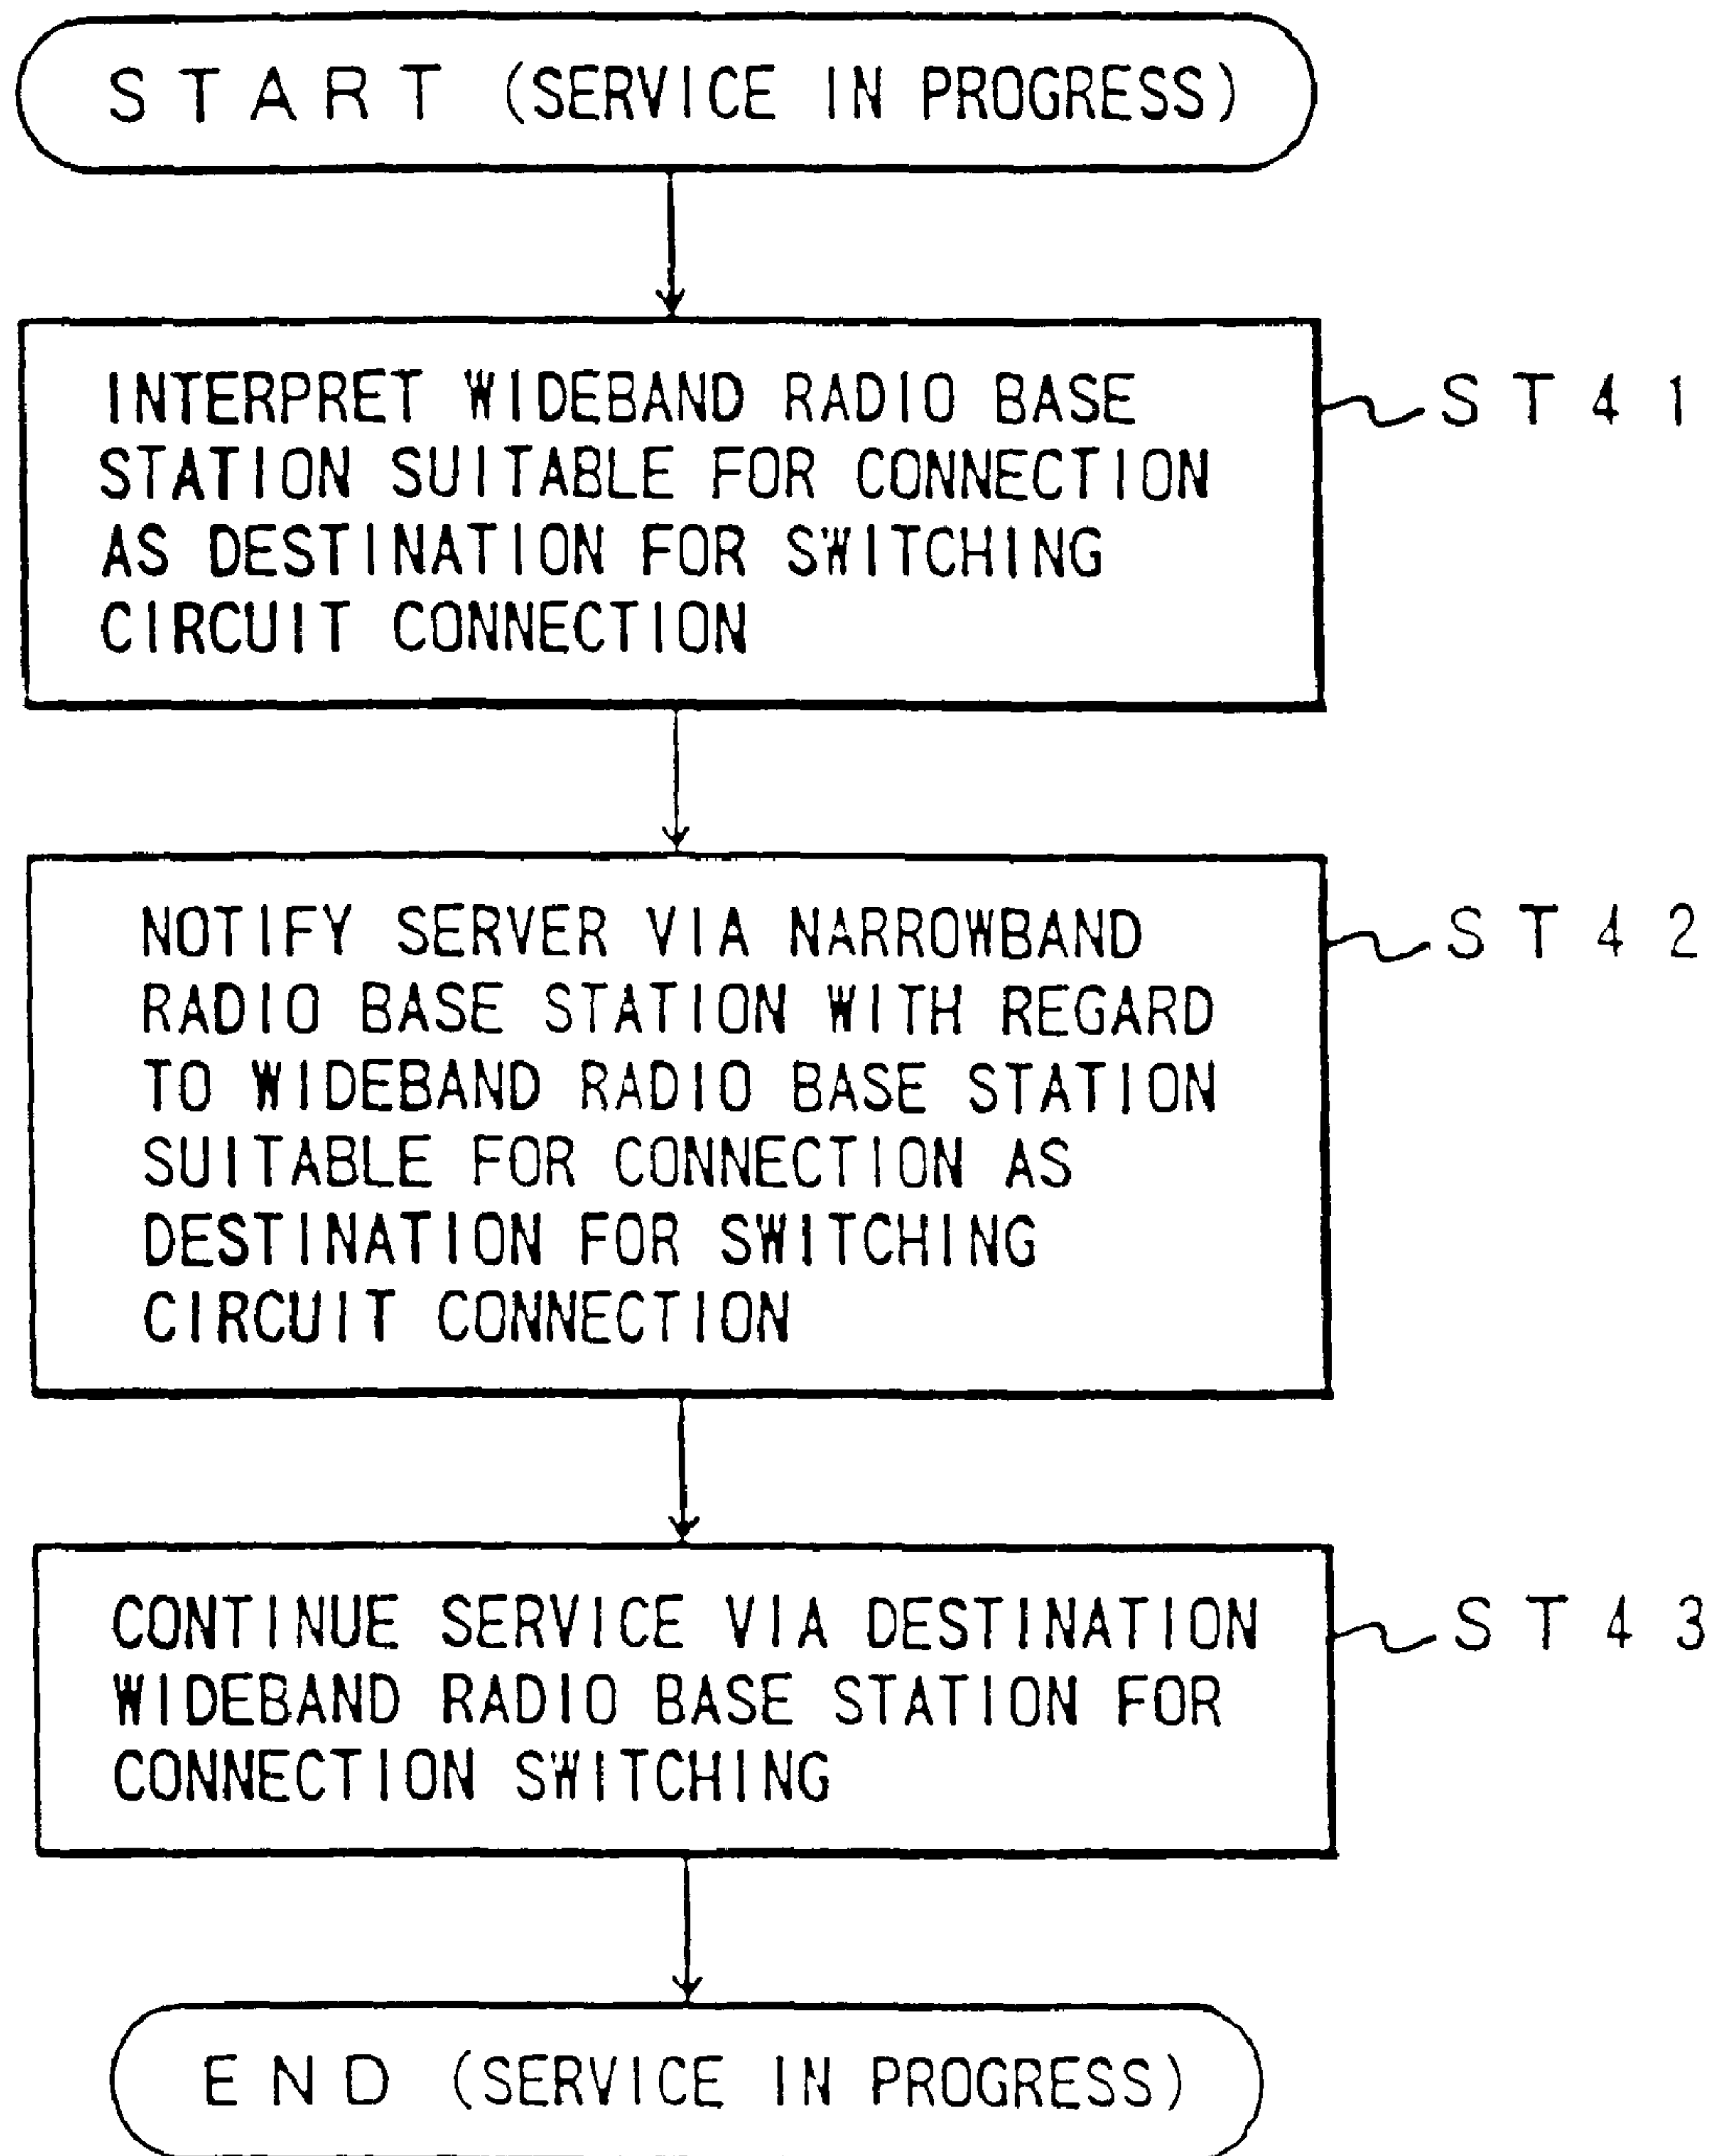 START (SERVICE IN PROGRESS)
INTERPRET WIDEBAND RADIO BASE
STATION SUITABLE FOR CONNECTION
AS DESTINATION FOR SWITCHING
CIRCUIT CONNECTION
ST41
NOTIFY SERVER VIA NARROWBAND
RADIO BASE STATION WITH REGARD
TO WIDEBAND RADIO BASE STATION
SUITABLE FOR CONNECTION AS
DESTINATION FOR SWITCHING
CIRCUIT CONNECTION
ST42
CONTINUE SERVICE VIA DESTINATION
WIDEBAND RADIO BASE STATION FOR
CONNECTION SWITCHING
ST43
END (SERVICE IN PROGRESS)